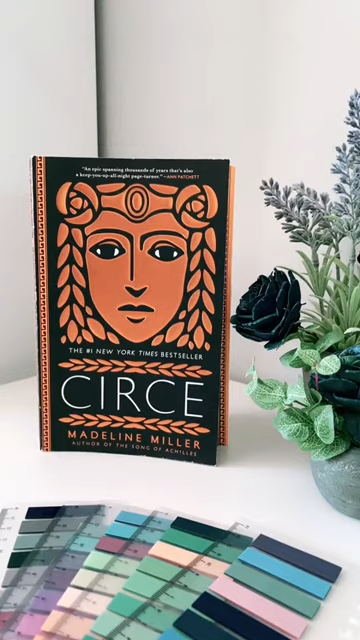 "An epic spanning thousands of years that's also
a keep-you-up-all-night page-turner." —ANN PATCHETT
THE #1 NEW YORK TIMES BESTSELLER
CIRCE
MADELINE MILLER
AUTHOR OF THE SONG OF ACHILLES